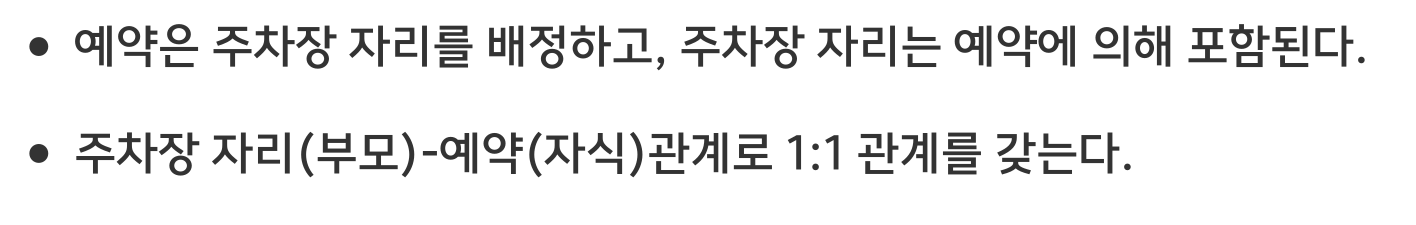 • 예약은 주차장 자리를 배정하고, 주차장 자리는 예약에 의해 포함된다.
• 주차장 자리(부모)-예약(자식)관계로 1:1 관계를 갖는다.